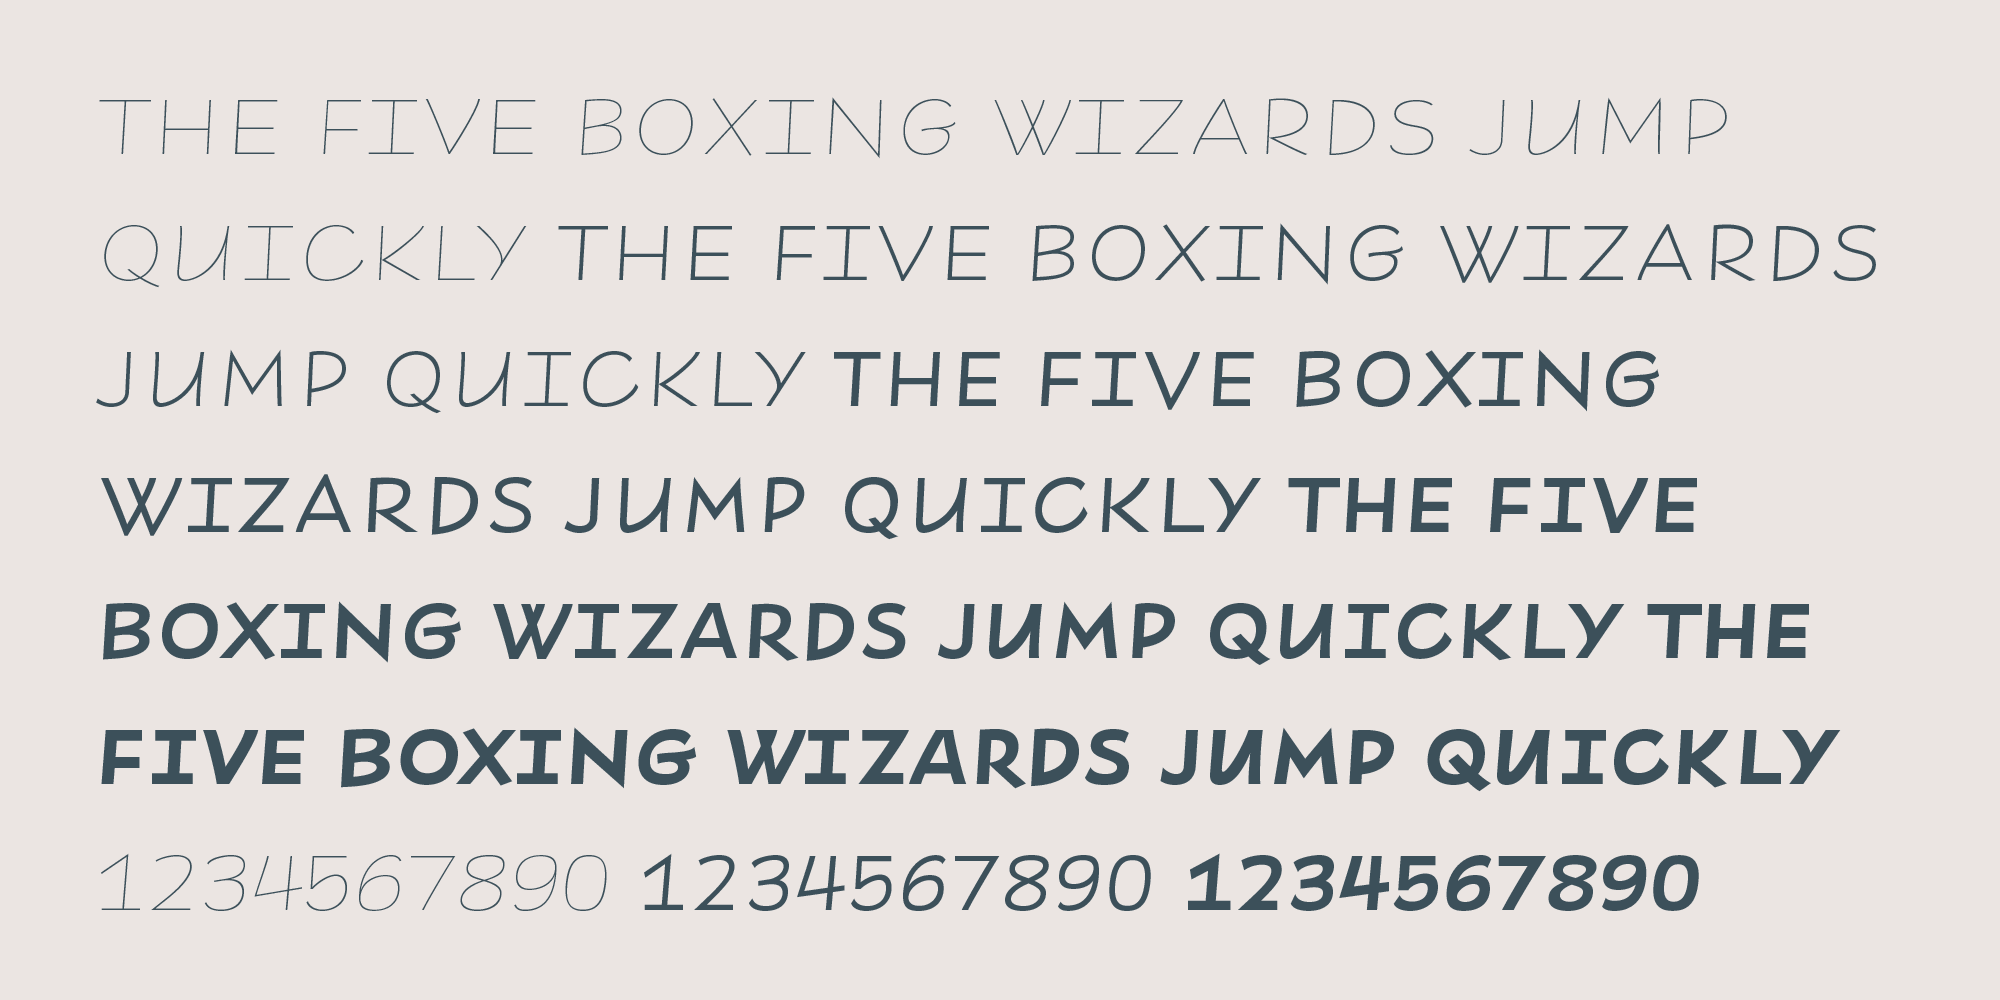 THE FIVE BOXING WIZARDS JUMP
QUICKLY THE FIVE BOXING WIZARDS
JUMP QUICKLY THE FIVE BOXING
WIZARDS JUMP QUICKLY THE FIVE
BOXING WIZARDS JUMP QUICKLY THE
FIVE BOXING WIZARDS JUMP QUICKLY
1234567890 1234567890 1234567890